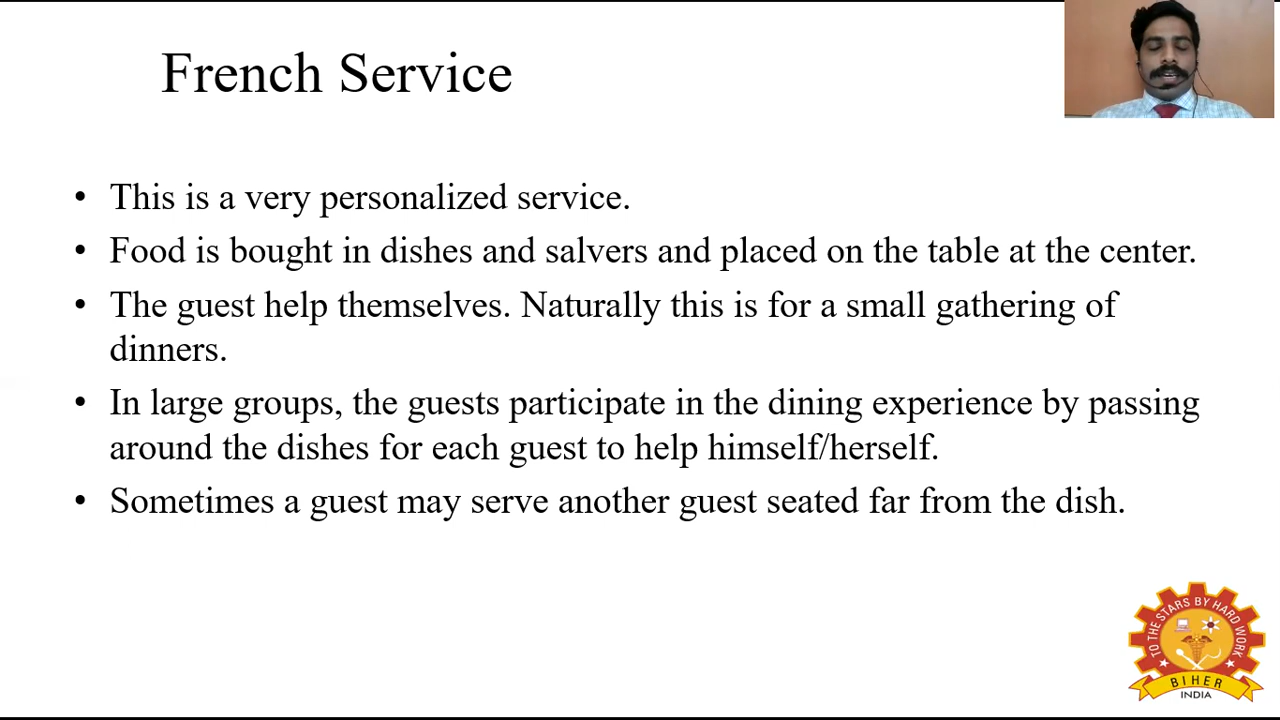 French Service
• This is a very personalized service.
• Food is bought in dishes and salvers and placed on the table at the center.
• The guest help themselves. Naturally this is for a small gathering of
dinners.
• In large groups, the guests participate in the dining experience by passing
around the dishes for each guest to help himself/herself.
• Sometimes a guest may serve another guest seated far from the dish.
TO THE STARS BY HARD WORK
BIHER
INDIA